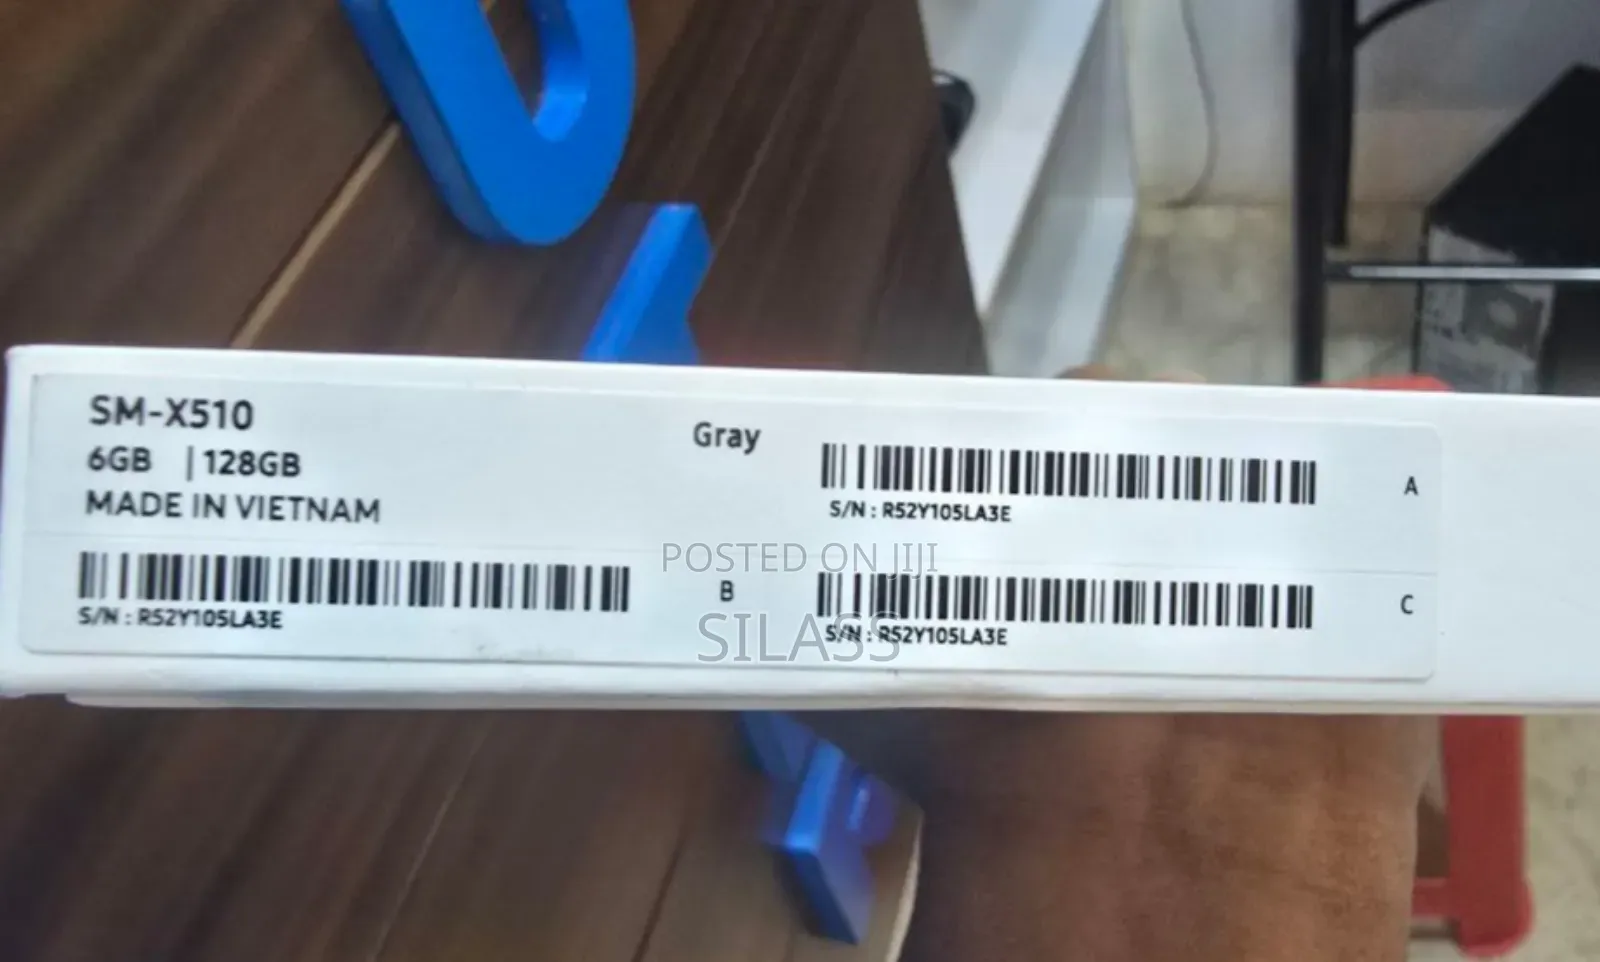 SM-X510
6GB | 128GB
MADE IN VIETNAM
Gray
S/N : R52Y105LA3E
A
S/N : R52Y105LA3E
B
S/N : R52Y105LA3E
C
POSTED ON JIJI
SILASS